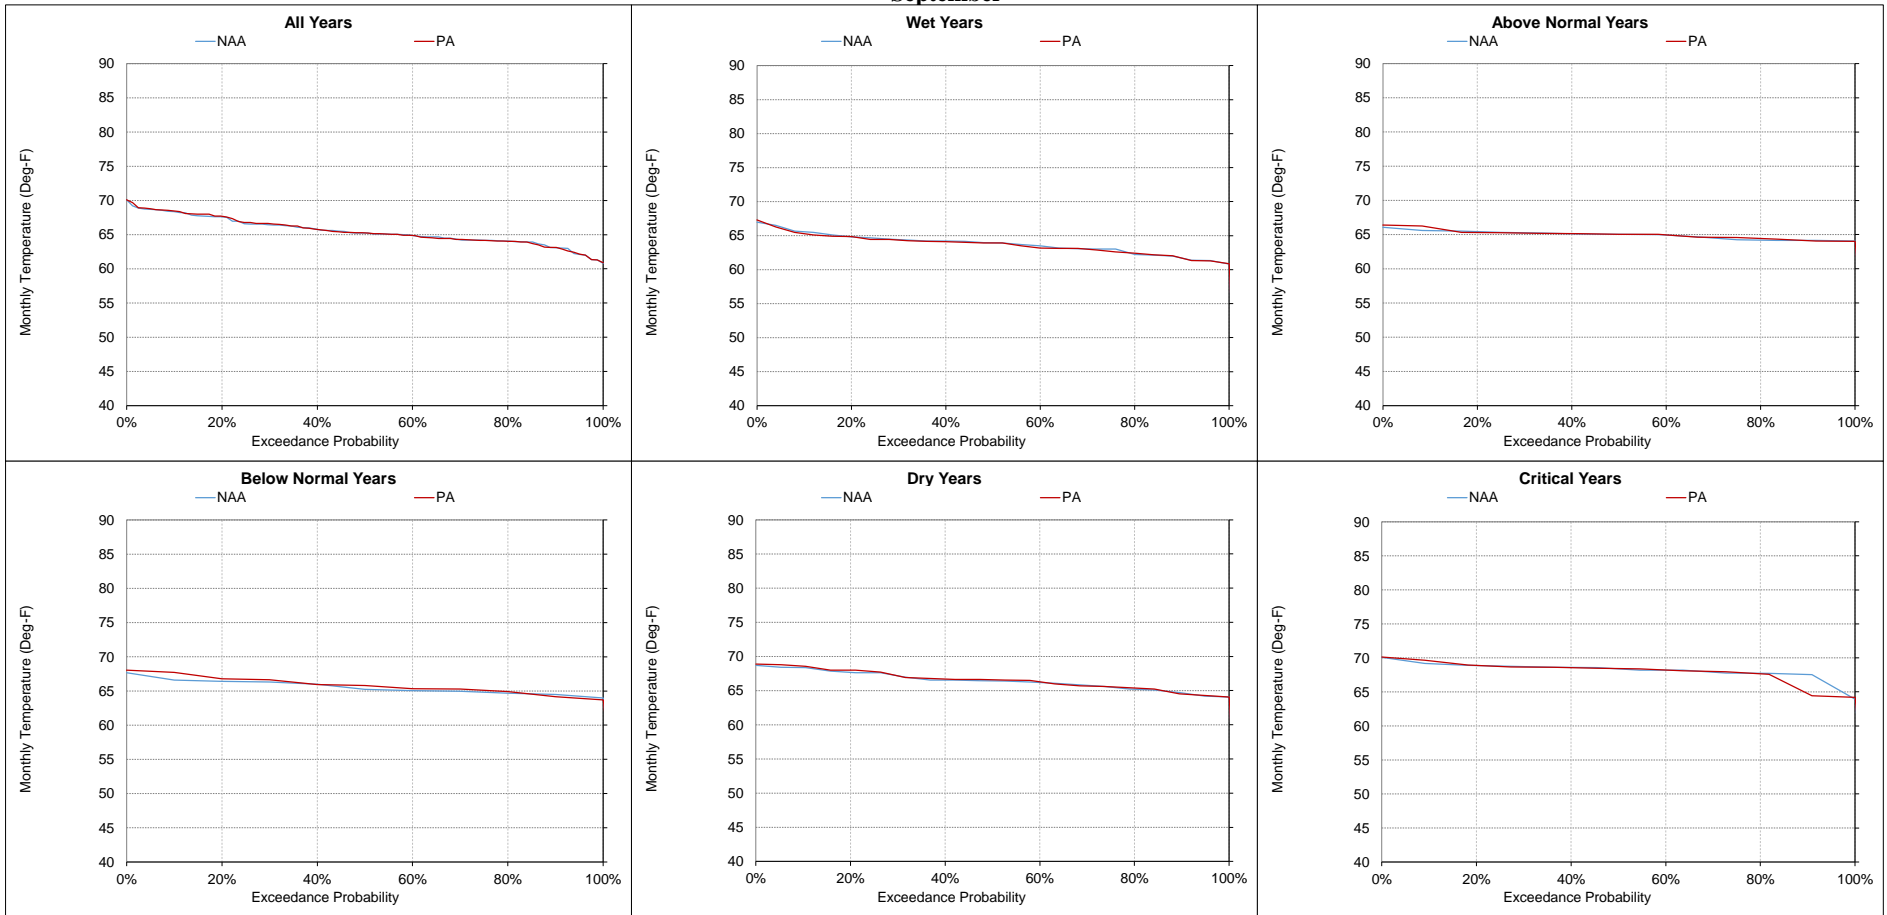 September
All Years
NAA PA
90
85
80
75
70
65
60
55
50
45
40
Monthly Temperature (Deg-F)
0% 20% 40% 60% 80% 100%
Exceedance Probability
Wet Years
NAA PA
90
85
80
75
70
65
60
55
50
45
40
Monthly Temperature (Deg-F)
0% 20% 40% 60% 80% 100%
Exceedance Probability
Above Normal Years
NAA PA
90
85
80
75
70
65
60
55
50
45
40
Monthly Temperature (Deg-F)
0% 20% 40% 60% 80% 100%
Exceedance Probability
Below Normal Years
NAA PA
90
85
80
75
70
65
60
55
50
45
40
Monthly Temperature (Deg-F)
0% 20% 40% 60% 80% 100%
Exceedance Probability
Dry Years
NAA PA
90
85
80
75
70
65
60
55
50
45
40
Monthly Temperature (Deg-F)
0% 20% 40% 60% 80% 100%
Exceedance Probability
Critical Years
NAA PA
90
85
80
75
70
65
60
55
50
45
40
Monthly Temperature (Deg-F)
0% 20% 40% 60% 80% 100%
Exceedance Probability